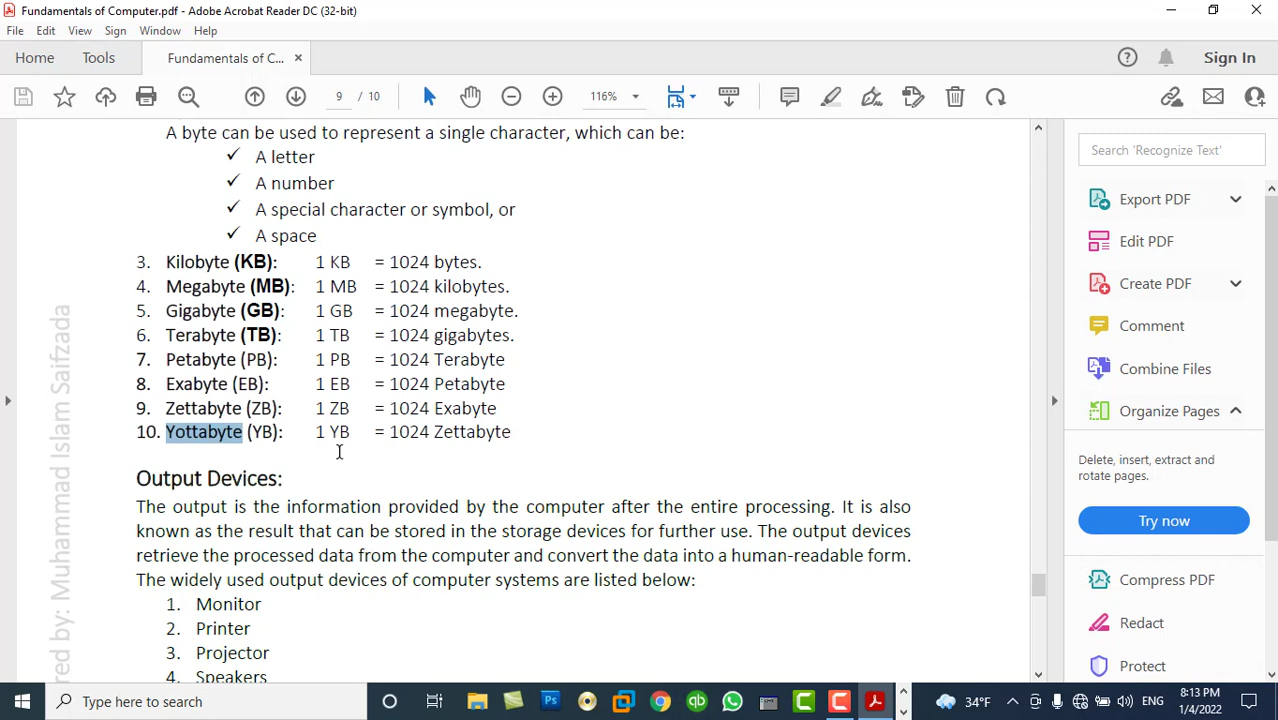 Fundamentals of Computer.pdf - Adobe Acrobat Reader DC (32-bit)
File Edit View Sign Window Help
Home Tools Fundamentals of C... × Sign In
9 / 10 116%
A byte can be used to represent a single character, which can be:
✓ A letter
✓ A number
✓ A special character or symbol, or
✓ A space
3. Kilobyte (KB): 1 KB = 1024 bytes.
4. Megabyte (MB): 1 MB = 1024 kilobytes.
5. Gigabyte (GB): 1 GB = 1024 megabyte.
6. Terabyte (TB): 1 TB = 1024 gigabytes.
7. Petabyte (PB): 1 PB = 1024 Terabyte
8. Exabyte (EB): 1 EB = 1024 Petabyte
9. Zettabyte (ZB): 1 ZB = 1024 Exabyte
10. Yottabyte (YB): 1 YB = 1024 Zettabyte
Output Devices:
The output is the information provided by the computer after the entire processing. It is also
known as the result that can be stored in the storage devices for further use. The output devices
retrieve the processed data from the computer and convert the data into a human-readable form.
The widely used output devices of computer systems are listed below:
1. Monitor
2. Printer
3. Projector
4. Speakers
red by: Muhammad Islam Saifzada
Search 'Recognize Text'
Export PDF
Edit PDF
Create PDF
Comment
Combine Files
Organize Pages
Delete, insert, extract and
rotate pages.
Try now
Compress PDF
Redact
Protect
Type here to search
34°F ENG 8:13 PM
1/4/2022